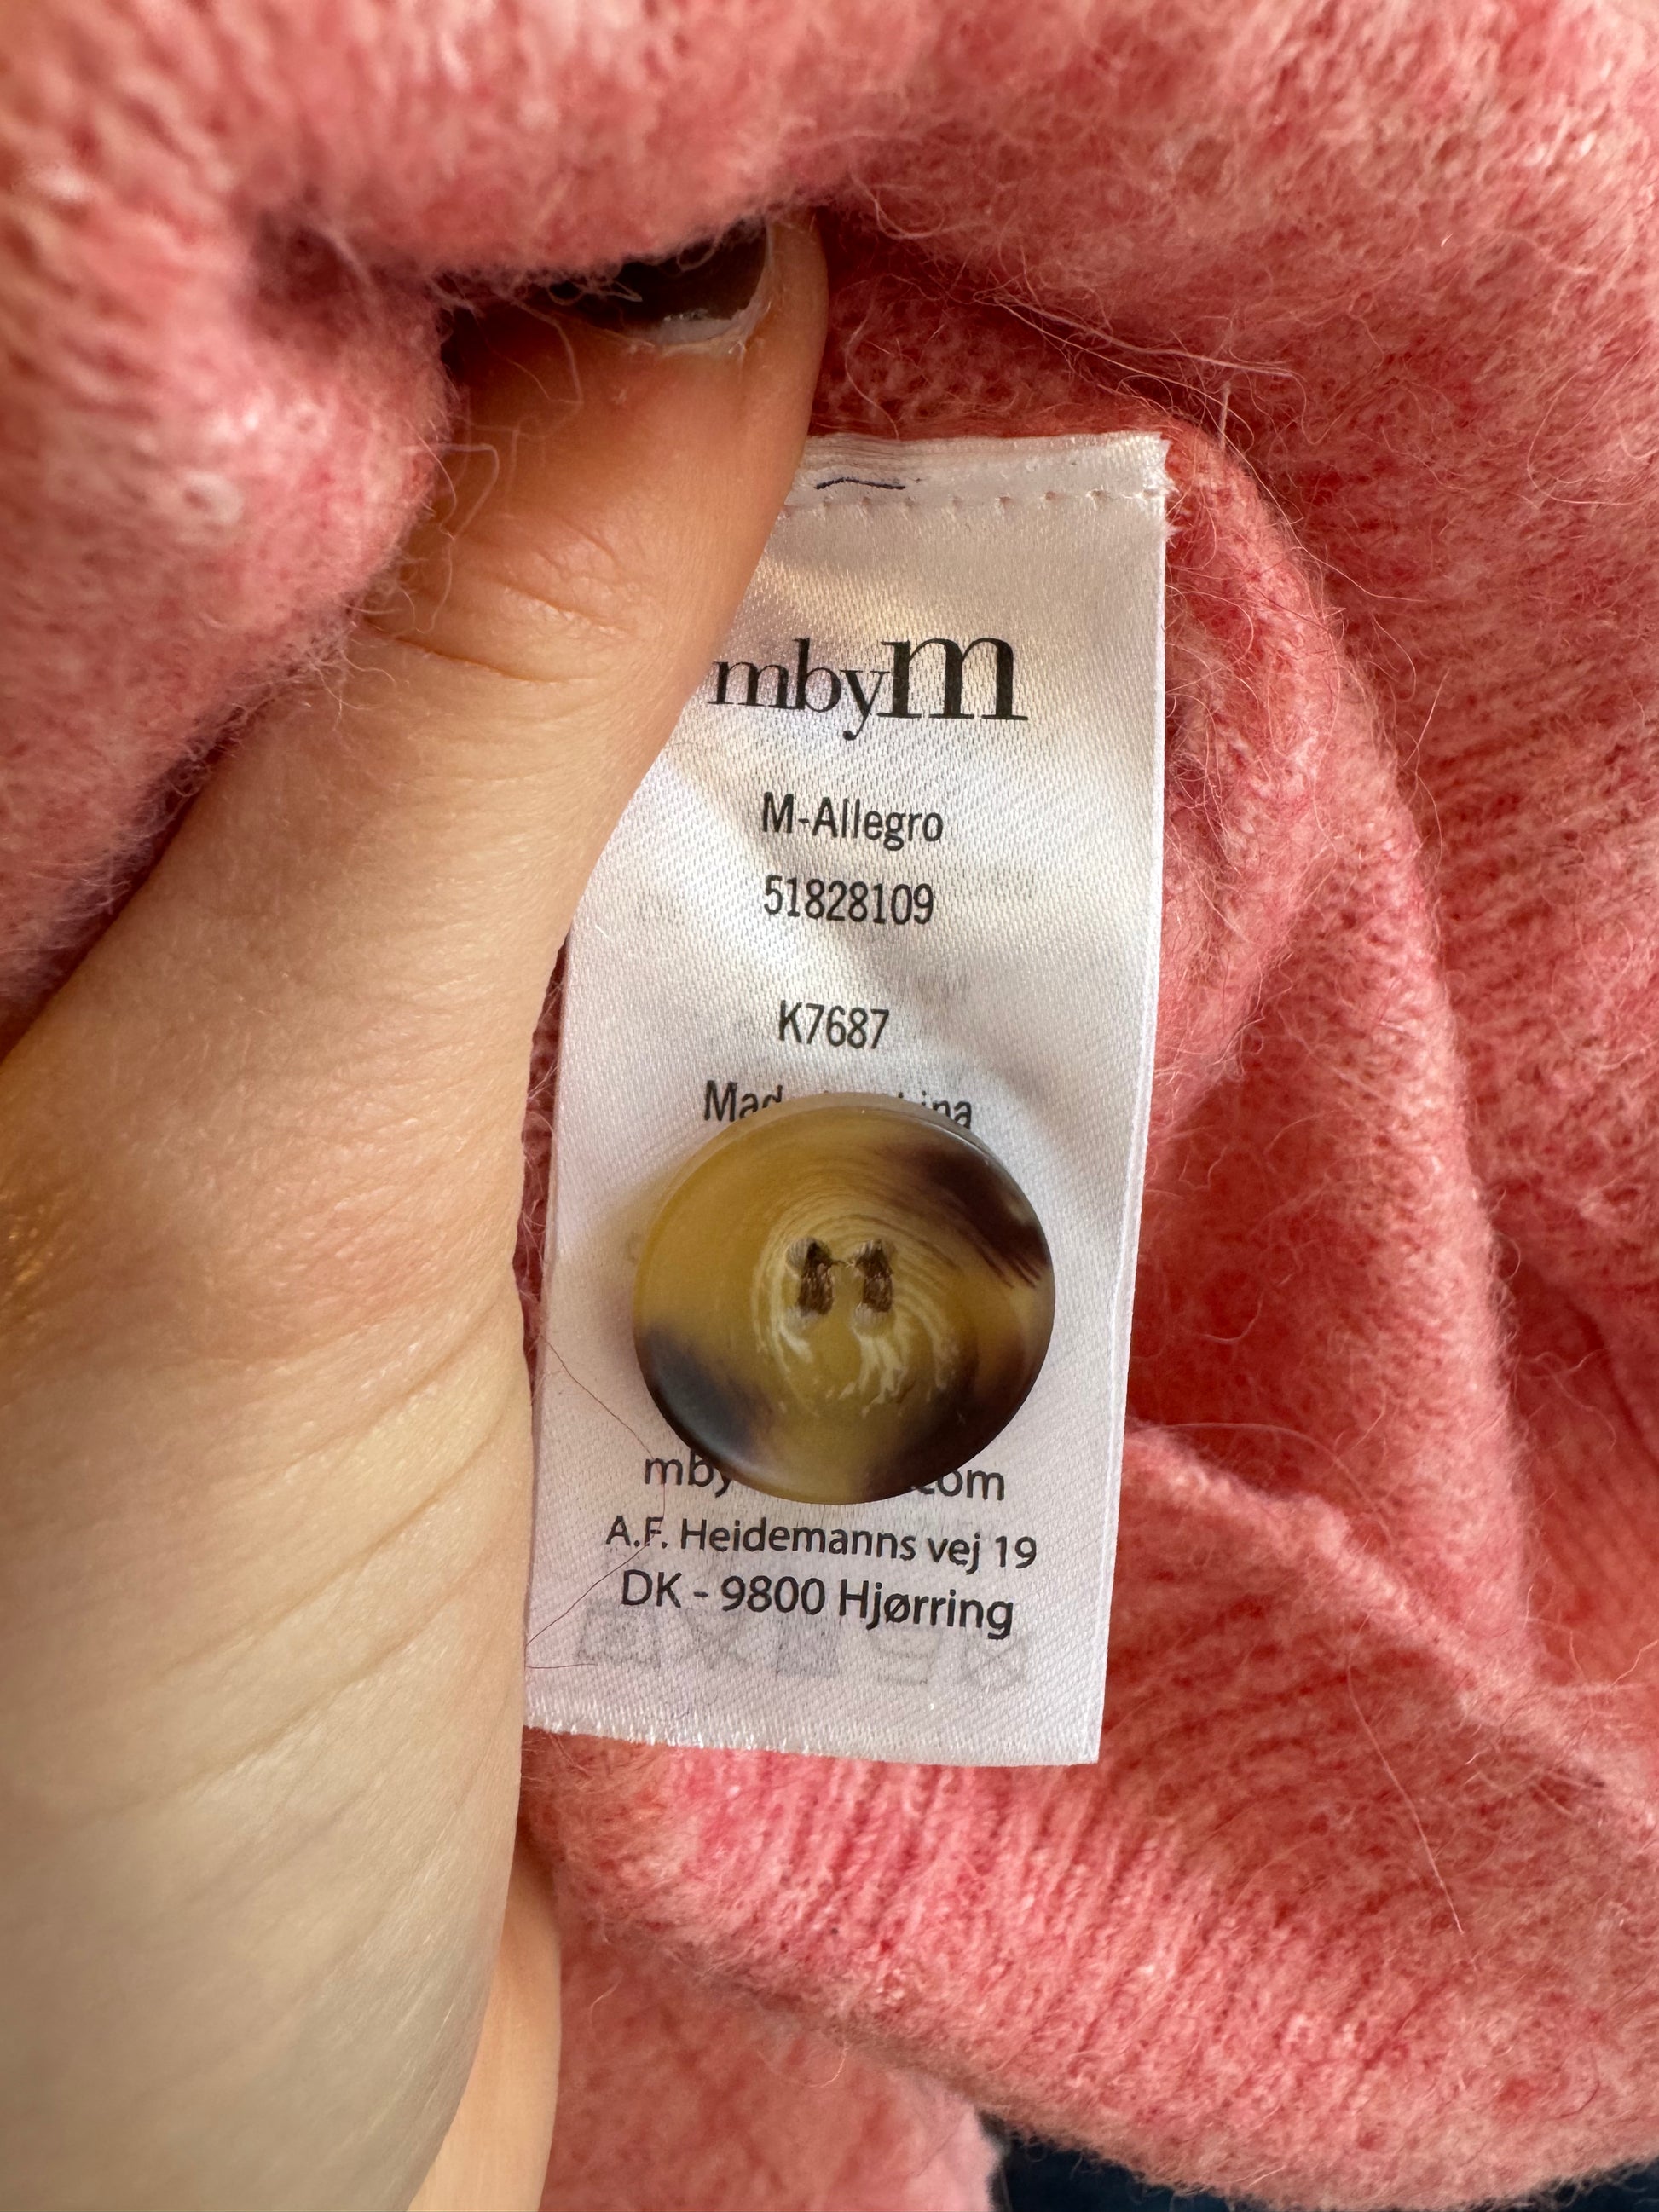 mbyM
M-Allegro
51828109
K7687
A.F. Heidemanns vej 19
DK - 9800 Hjørring